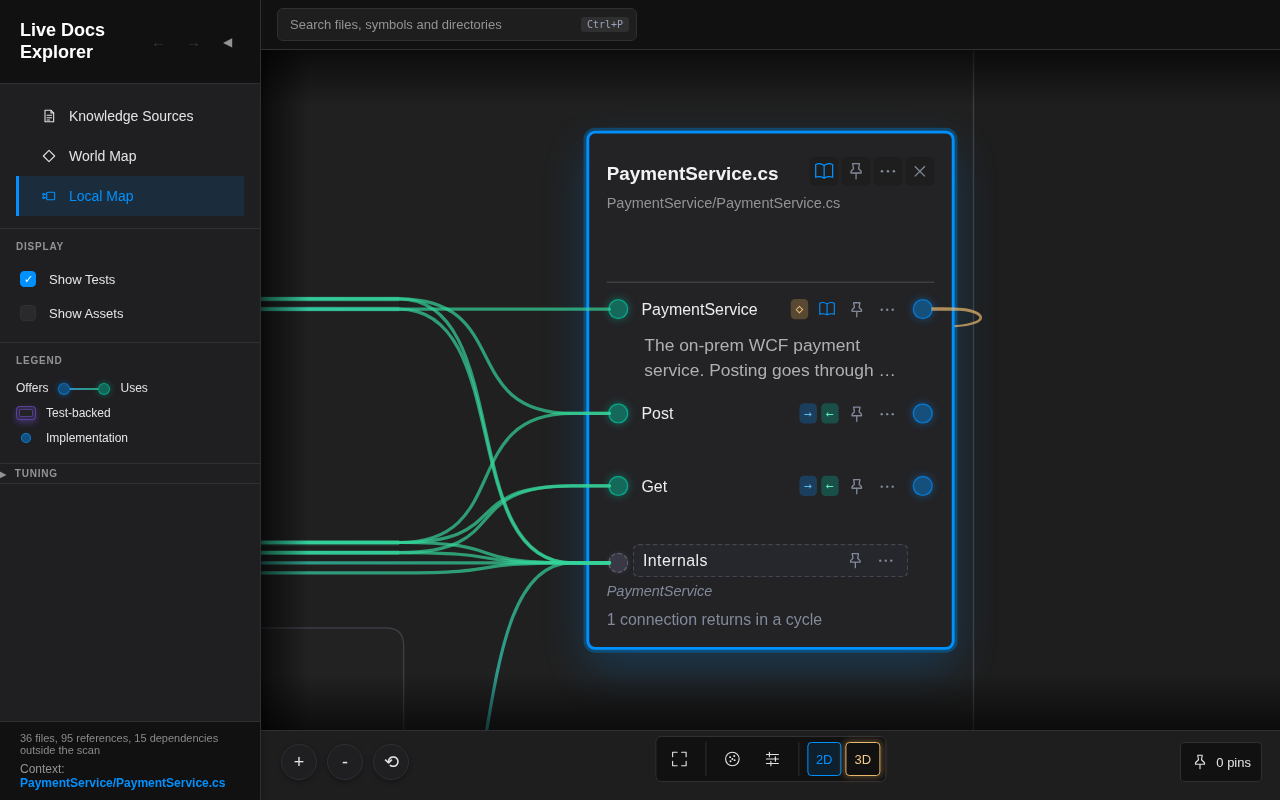 Live Docs
Explorer
Search files, symbols and directories
Ctrl+P
Knowledge Sources
World Map
Local Map
DISPLAY
Show Tests
Show Assets
LEGEND
Offers
Uses
Test-backed
Implementation
TUNING
36 files, 95 references, 15 dependencies
outside the scan
Context:
PaymentService/PaymentService.cs
PaymentService.cs
PaymentService/PaymentService.cs
PaymentService
The on-prem WCF payment
service. Posting goes through …
Post
Get
Internals
PaymentService
1 connection returns in a cycle
2D
3D
0 pins